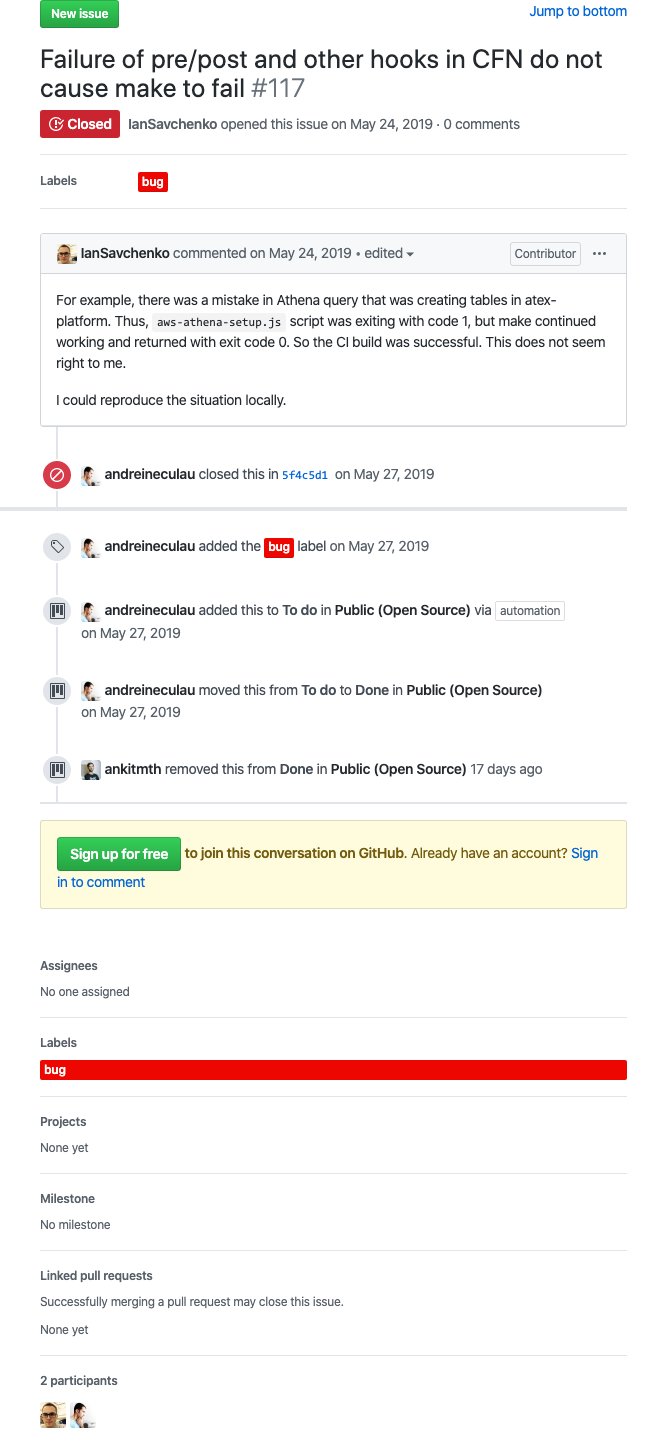 New issue
Jump to bottom
Failure of pre/post and other hooks in CFN do not
cause make to fail #117
Closed IanSavchenko opened this issue on May 24, 2019 · 0 comments
Labels bug
IanSavchenko commented on May 24, 2019 • edited Contributor
For example, there was a mistake in Athena query that was creating tables in atex-
platform. Thus, aws-athena-setup.js script was exiting with code 1, but make continued
working and returned with exit code 0. So the CI build was successful. This does not seem
right to me.
I could reproduce the situation locally.
andreineculau closed this in 5f4c5d1 on May 27, 2019
andreineculau added the bug label on May 27, 2019
andreineculau added this to To do in Public (Open Source) via automation
on May 27, 2019
andreineculau moved this from To do to Done in Public (Open Source)
on May 27, 2019
ankitmth removed this from Done in Public (Open Source) 17 days ago
Sign up for free to join this conversation on GitHub. Already have an account? Sign
in to comment
Assignees
No one assigned
Labels
bug
Projects
None yet
Milestone
No milestone
Linked pull requests
Successfully merging a pull request may close this issue.
None yet
2 participants